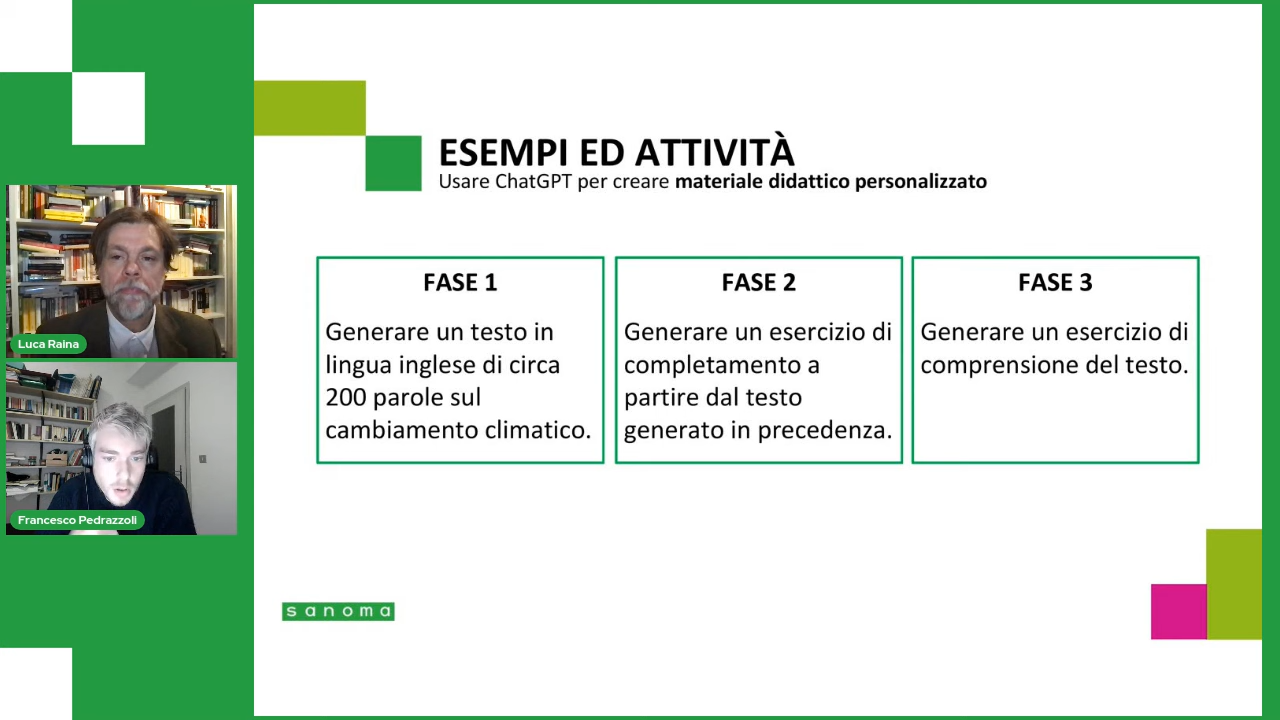 ESEMPI ED ATTIVITÀ
Usare ChatGPT per creare materiale didattico personalizzato
FASE 1
Generare un testo in
lingua inglese di circa
200 parole sul
cambiamento climatico.
FASE 2
Generare un esercizio di
completamento a
partire dal testo
generato in precedenza.
FASE 3
Generare un esercizio di
comprensione del testo.
Luca Raina
Francesco Pedrazzoli
sanoma